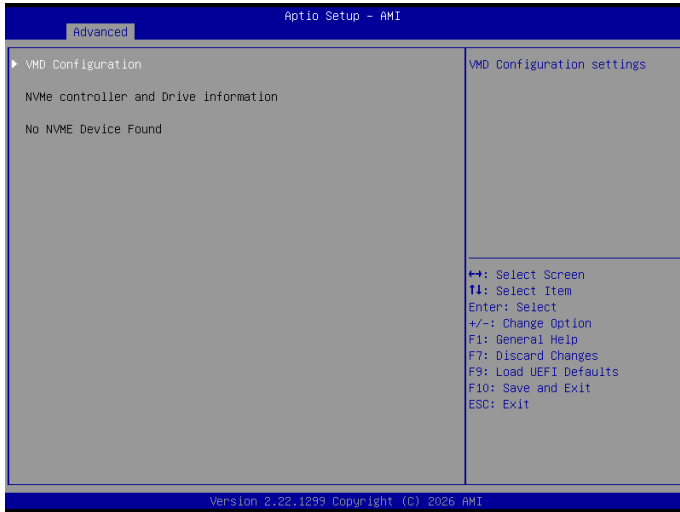 Aptio Setup – AMI
Advanced
► VMD Configuration
NVMe controller and Drive information
No NVME Device Found
VMD Configuration settings
↔: Select Screen
↑↓: Select Item
Enter: Select
+/-: Change Option
F1: General Help
F7: Discard Changes
F9: Load UEFI Defaults
F10: Save and Exit
ESC: Exit
Version 2.22.1299 Copyright (C) 2026 AMI